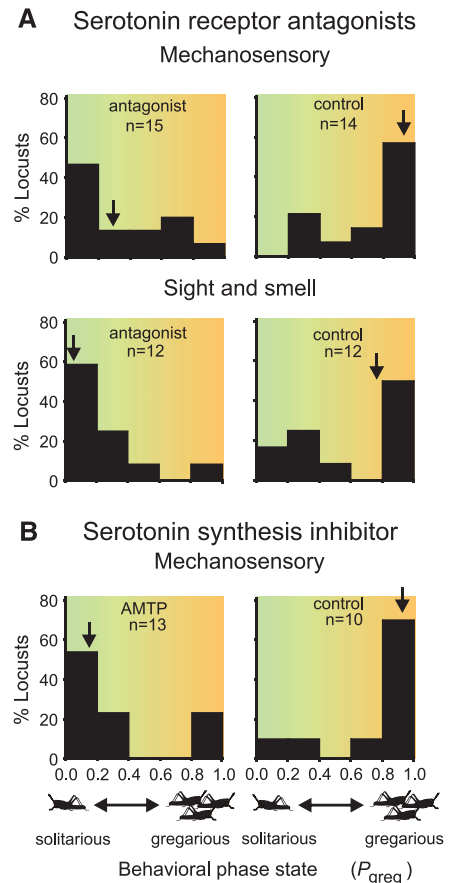 A Serotonin receptor antagonists
Mechanosensory
80
60
40
20
0
% Locusts
antagonist
n=15
control
n=14
Sight and smell
80
60
40
20
0
% Locusts
antagonist
n=12
control
n=12
B Serotonin synthesis inhibitor
Mechanosensory
80
60
40
20
0
% Locusts
AMTP
n=13
control
n=10
0.0 0.2 0.4 0.6 0.8 1.0 0.0 0.2 0.4 0.6 0.8 1.0
solitarious gregarious solitarious gregarious
Behavioral phase state (Pgreg)